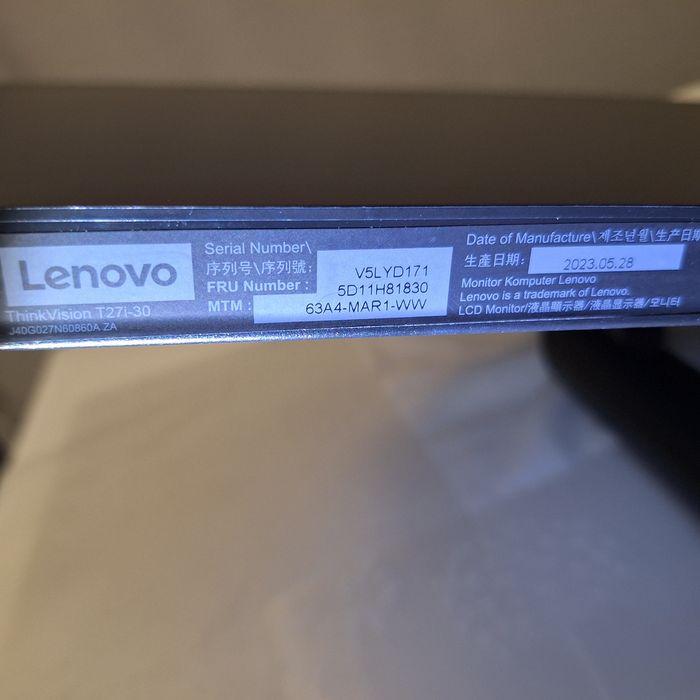 Lenovo
ThinkVision T27i-30
J4DG027N60860A ZA
Serial Number\
序列号\序列號: V5LYD171
FRU Number : 5D11H81830
MTM : 63A4-MAR1-WW
Date of Manufacture\제조년월\生产日期
生產日期: 2023.05.28
Monitor Komputer Lenovo
Lenovo is a trademark of Lenovo.
LCD Monitor/液晶顯示器/液晶显示器/모니터